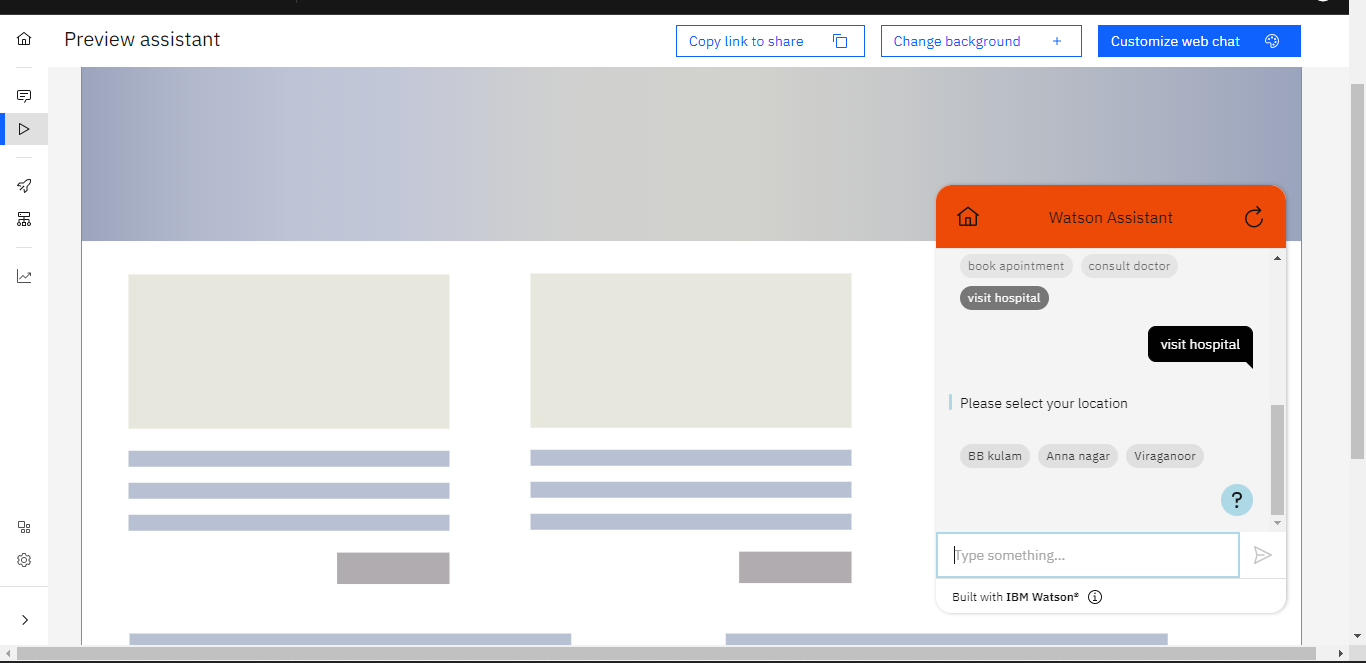 Preview assistant
Copy link to share
Change background +
Customize web chat
Watson Assistant
book apointment consult doctor
visit hospital
visit hospital
Please select your location
BB kulam Anna nagar Viraganoor
?
Type something...
Built with IBM Watson®